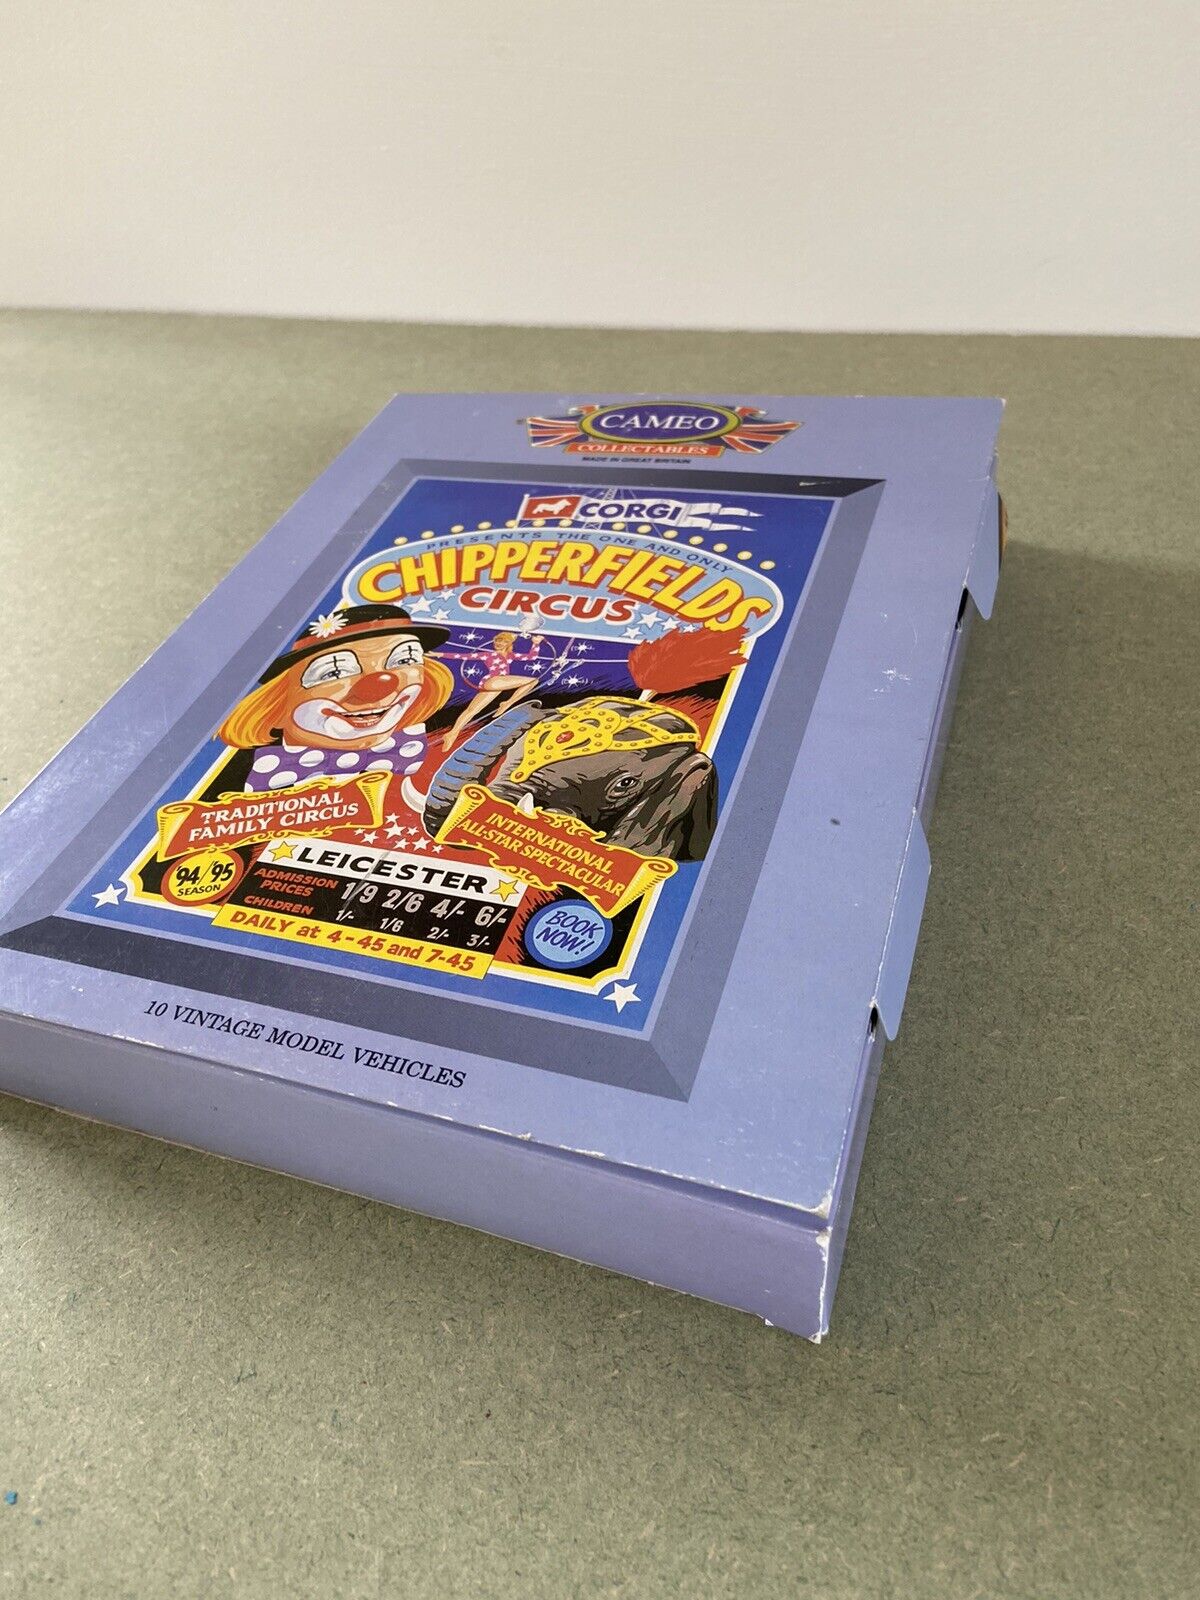 CAMEO
COLLECTABLES
MADE IN GREAT BRITAIN
CORGI
PRESENTS THE ONE AND ONLY
CHIPPERFIELDS
CIRCUS
TRADITIONAL
FAMILY CIRCUS
INTERNATIONAL
ALL-STAR SPECTACULAR
'94/'95
SEASON
LEICESTER
ADMISSION
PRICES 1/9 2/6 4/- 6/-
CHILDREN 1/- 1/6 2/- 3/-
DAILY at 4-45 and 7-45
BOOK
NOW!
10 VINTAGE MODEL VEHICLES